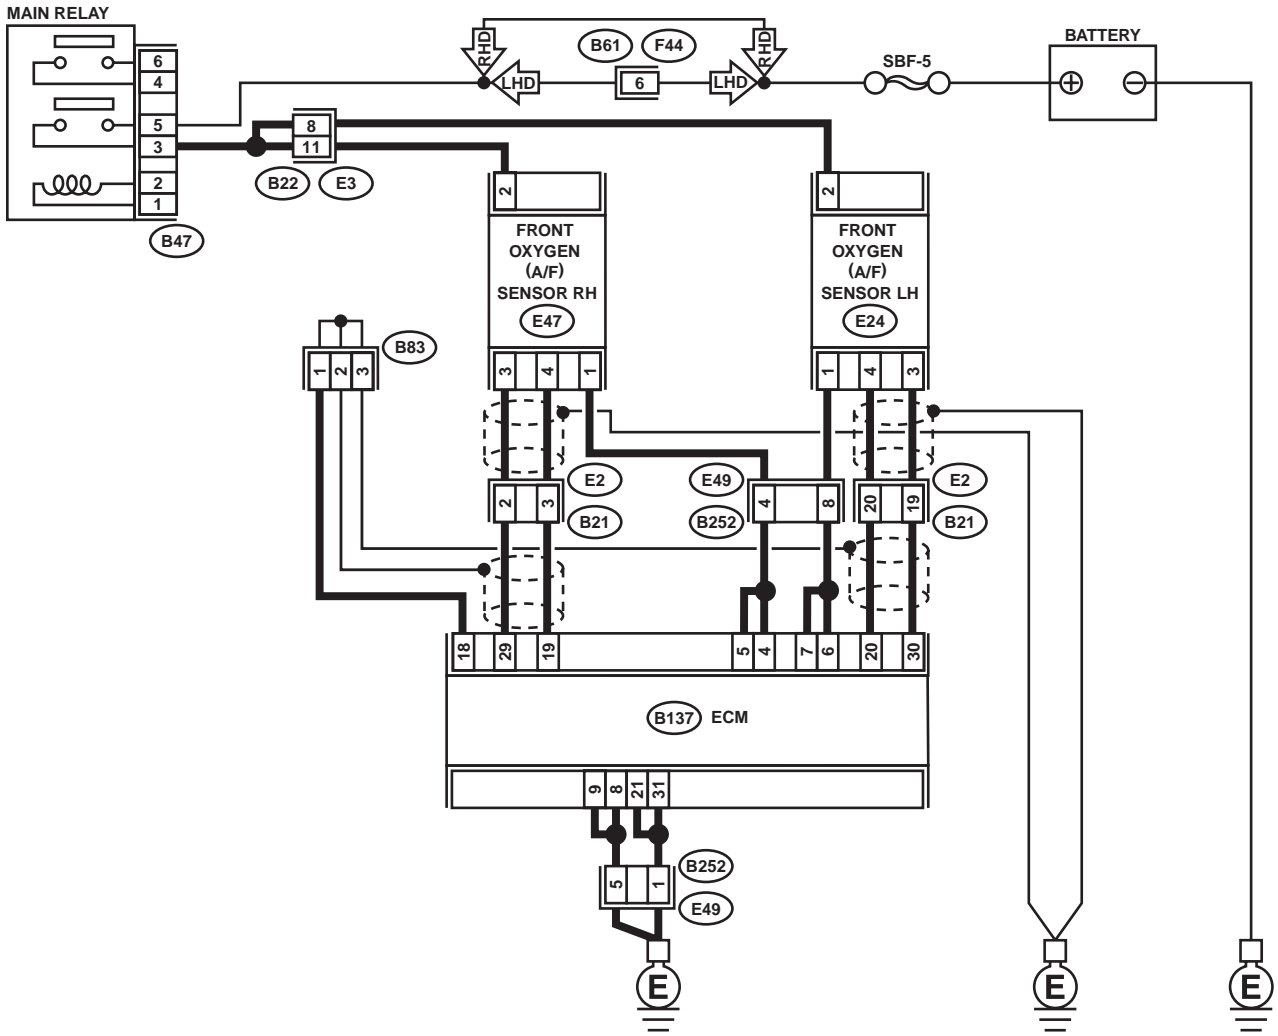 MAIN RELAY
RHD
B61
F44
RHD
BATTERY
SBF-5
6
4
LHD
6
LHD
5
3
8
11
2
1
B22
E3
2
2
B47
FRONT
OXYGEN
(A/F)
SENSOR RH
E47
FRONT
OXYGEN
(A/F)
SENSOR LH
E24
B83
1
2
3
3
4
1
1
4
3
E2
E49
E2
2
3
4
8
20
19
B21
B252
B21
18
29
19
5
4
7
6
20
30
B137 ECM
9
8
21
31
B252
5
1
E49
E
E
E